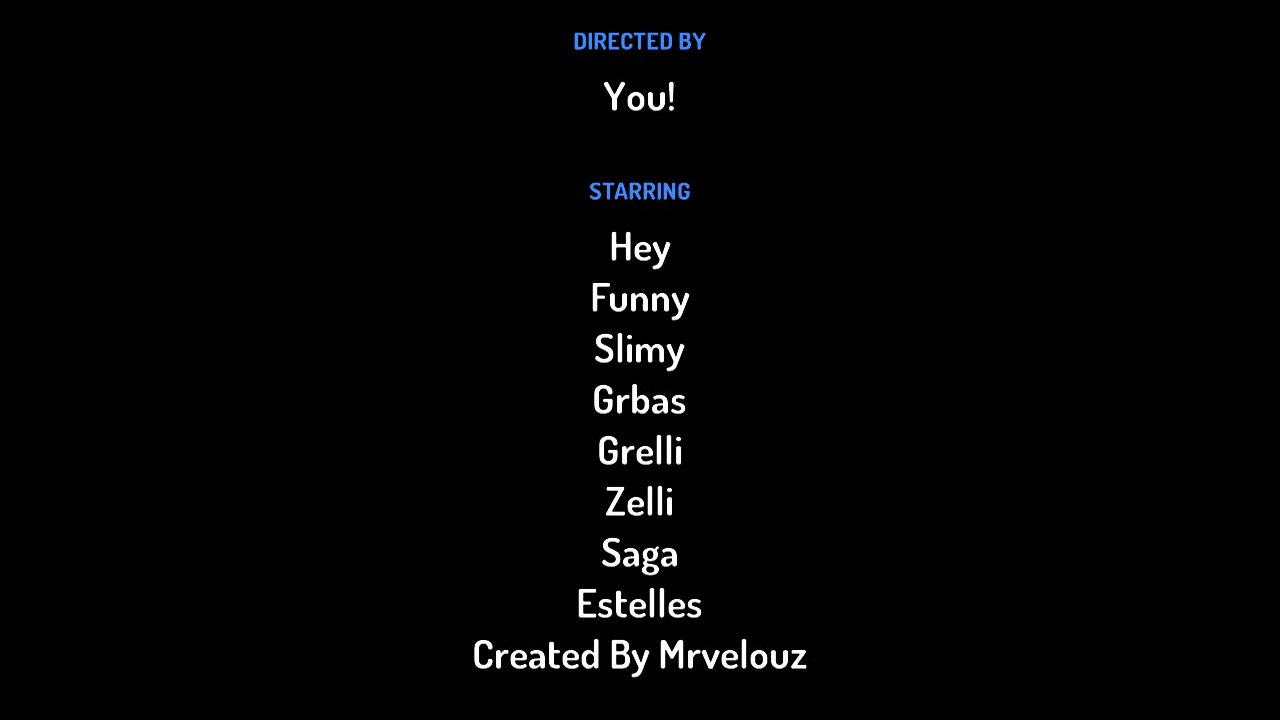 DIRECTED BY
You!
STARRING
Hey
Funny
Slimy
Grbas
Grelli
Zelli
Saga
Estelles
Created By Mrvelouz